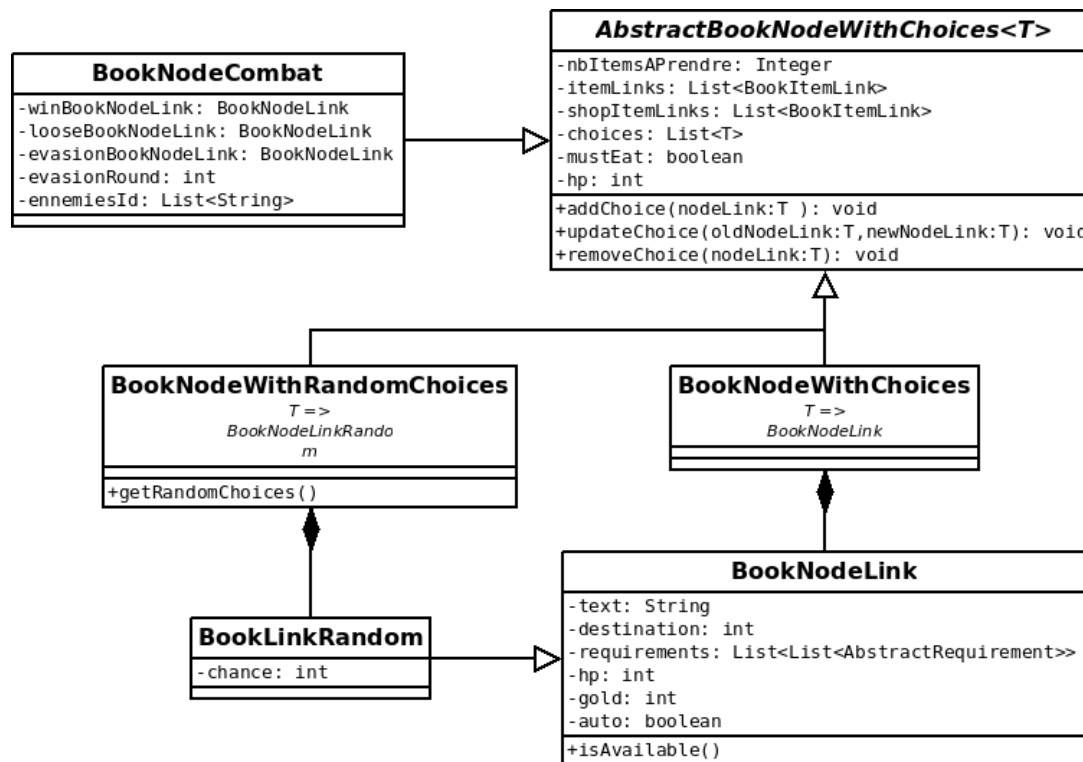 AbstractBookNodeWithChoices<T>
-nbItemsAPrendre: Integer
-itemLinks: List<BookItemLink>
-shopItemLinks: List<BookItemLink>
-choices: List<T>
-mustEat: boolean
-hp: int
+addChoice(nodeLink:T ): void
+updateChoice(oldNodeLink:T,newNodeLink:T): void
+removeChoice(nodeLink:T): void
BookNodeCombat
-winBookNodeLink: BookNodeLink
-looseBookNodeLink: BookNodeLink
-evasionBookNodeLink: BookNodeLink
-evasionRound: int
-ennemiesId: List<String>
BookNodeWithRandomChoices
T =>
BookNodeLinkRando
m
+getRandomChoices()
BookNodeWithChoices
T =>
BookNodeLink
BookLinkRandom
-chance: int
BookNodeLink
-text: String
-destination: int
-requirements: List<List<AbstractRequirement>>
-hp: int
-gold: int
-auto: boolean
+isAvailable()